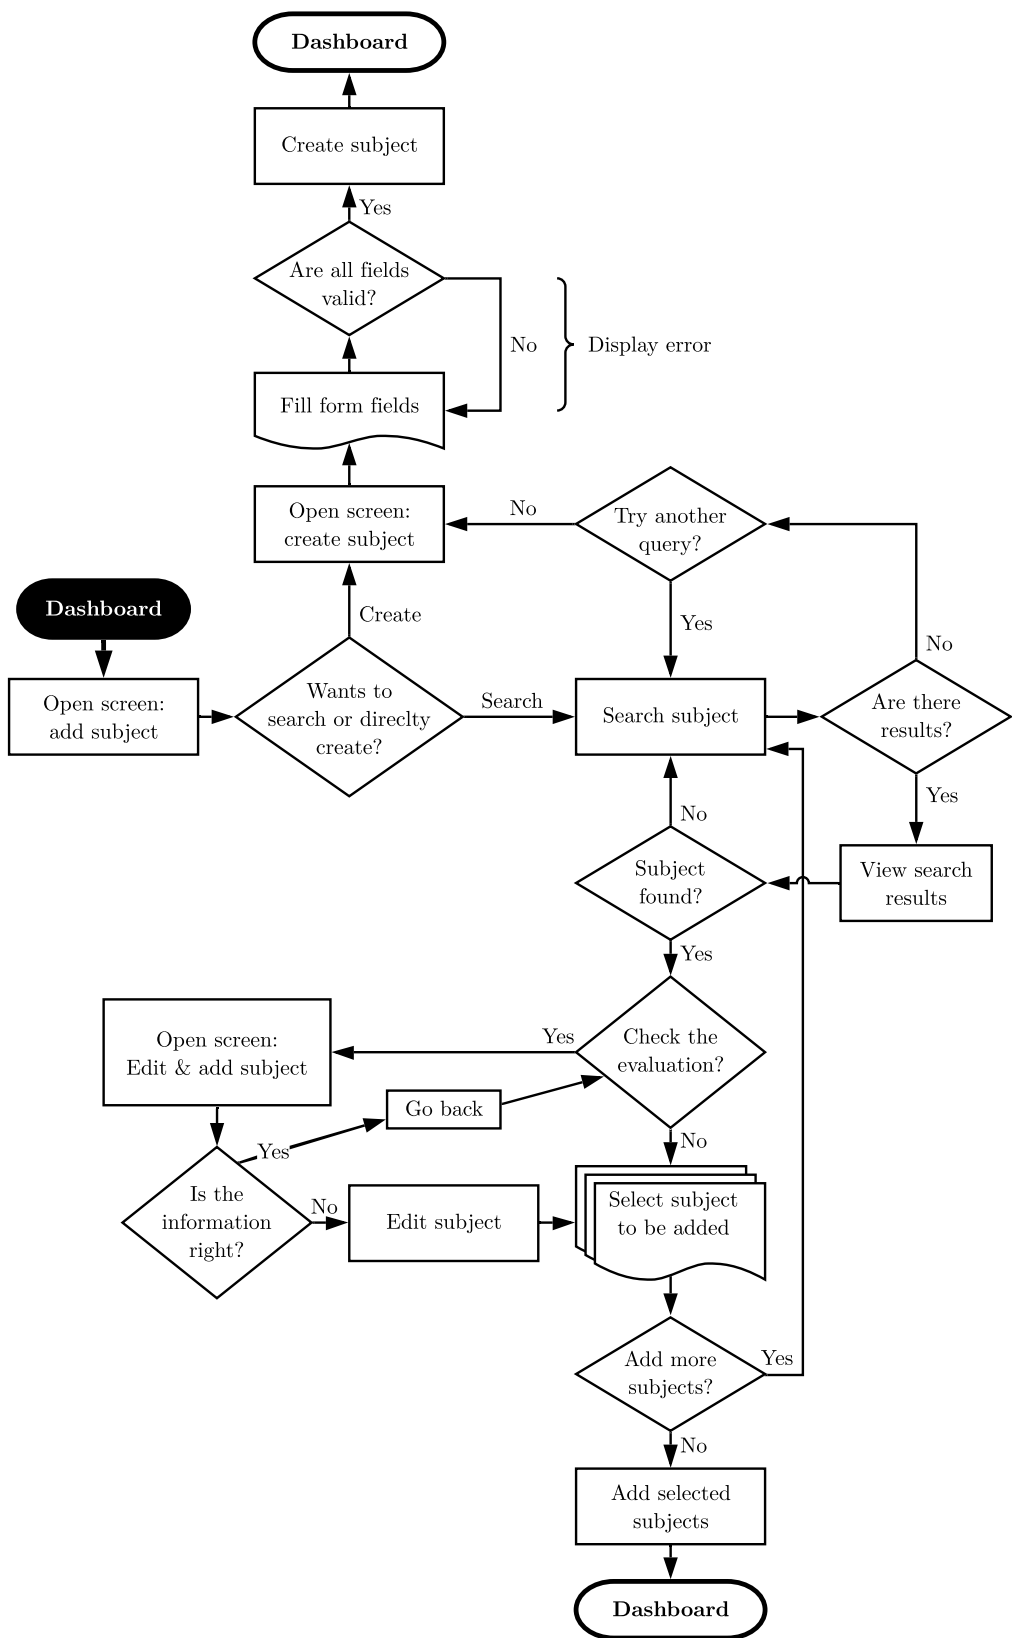 Dashboard
Create subject
Yes
Are all fields
valid?
No
Display error
Fill form fields
Open screen:
create subject
No
Try another
query?
Dashboard
Create
Yes
No
Open screen:
add subject
Wants to
search or direclty
create?
Search
Search subject
Are there
results?
Yes
No
Subject
found?
View search
results
Yes
Open screen:
Edit & add subject
Yes
Check the
evaluation?
Go back
Yes
No
Is the
information
right?
No
Edit subject
Select subject
to be added
Add more
subjects?
Yes
No
Add selected
subjects
Dashboard